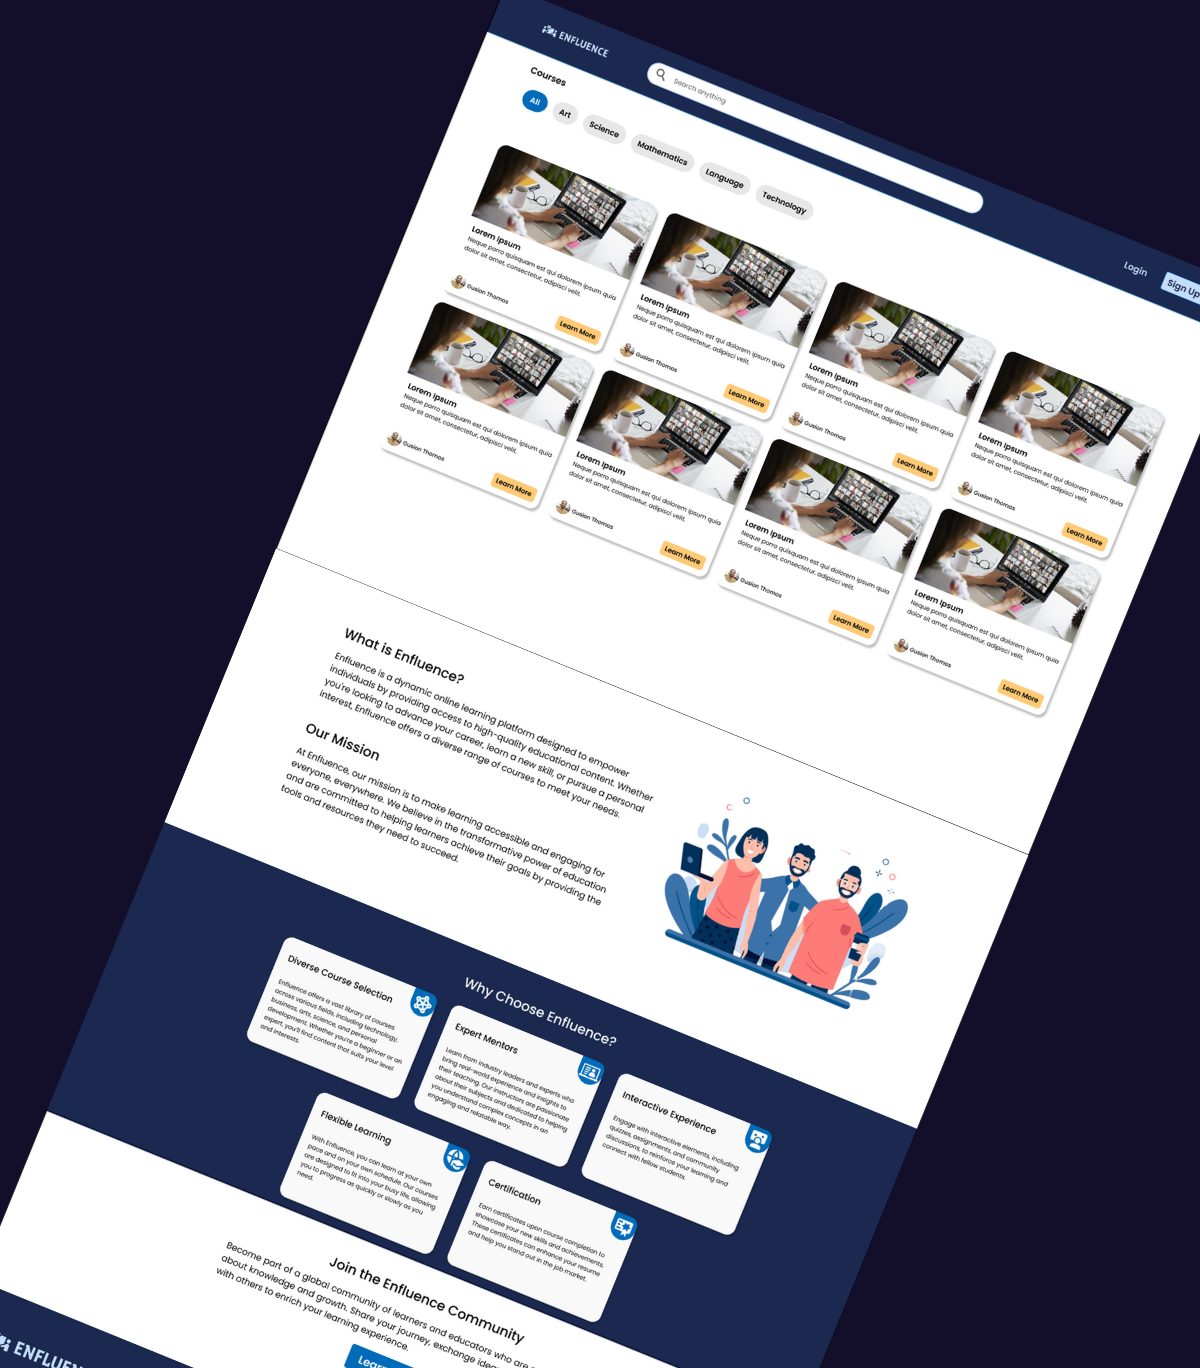 ENFLUENCE
Search anything
Login
Sign Up
Courses
All
Art
Science
Mathematics
Language
Technology
Lorem Ipsum
Neque porro quisquam est qui dolorem ipsum quia
dolor sit amet, consectetur, adipisci velit.
Gusion Thomas
Learn More
Lorem Ipsum
Neque porro quisquam est qui dolorem ipsum quia
dolor sit amet, consectetur, adipisci velit.
Gusion Thomas
Learn More
Lorem Ipsum
Neque porro quisquam est qui dolorem ipsum quia
dolor sit amet, consectetur, adipisci velit.
Gusion Thomas
Learn More
Lorem Ipsum
Neque porro quisquam est qui dolorem ipsum quia
dolor sit amet, consectetur, adipisci velit.
Gusion Thomas
Learn More
Lorem Ipsum
Neque porro quisquam est qui dolorem ipsum quia
dolor sit amet, consectetur, adipisci velit.
Gusion Thomas
Learn More
Lorem Ipsum
Neque porro quisquam est qui dolorem ipsum quia
dolor sit amet, consectetur, adipisci velit.
Gusion Thomas
Learn More
Lorem Ipsum
Neque porro quisquam est qui dolorem ipsum quia
dolor sit amet, consectetur, adipisci velit.
Gusion Thomas
Learn More
Lorem Ipsum
Neque porro quisquam est qui dolorem ipsum quia
dolor sit amet, consectetur, adipisci velit.
Gusion Thomas
Learn More
What is Enfluence?
Enfluence is a dynamic online learning platform designed to empower
individuals by providing access to high-quality educational content. Whether
you're looking to advance your career, learn a new skill, or pursue a personal
interest, Enfluence offers a diverse range of courses to meet your needs.
Our Mission
At Enfluence, our mission is to make learning accessible and engaging for
everyone, everywhere. We believe in the transformative power of education
and are committed to helping learners achieve their goals by providing the
tools and resources they need to succeed.
Why Choose Enfluence?
Diverse Course Selection
Enfluence offers a vast library of courses
across various fields, including technology,
business, arts, science, and personal
development. Whether you're a beginner or an
expert, you'll find content that suits your level
and interests.
Expert Mentors
Learn from industry leaders and experts who
bring real-world experience and insights to
their teaching. Our instructors are passionate
about their subjects and dedicated to helping
you understand complex concepts in an
engaging and relatable way.
Interactive Experience
Engage with interactive elements, including
quizzes, assignments, and community
discussions, to reinforce your learning and
connect with fellow students.
Flexible Learning
With Enfluence, you can learn at your own
pace and on your own schedule. Our courses
are designed to fit into your busy life, allowing
you to progress as quickly or slowly as you
need.
Certification
Earn certificates upon course completion to
showcase your new skills and achievements.
These certificates can enhance your resume
and help you stand out in the job market.
Join the Enfluence Community
Become part of a global community of learners and educators who are
about knowledge and growth. Share your journey, exchange
with others to enrich your learning experience.